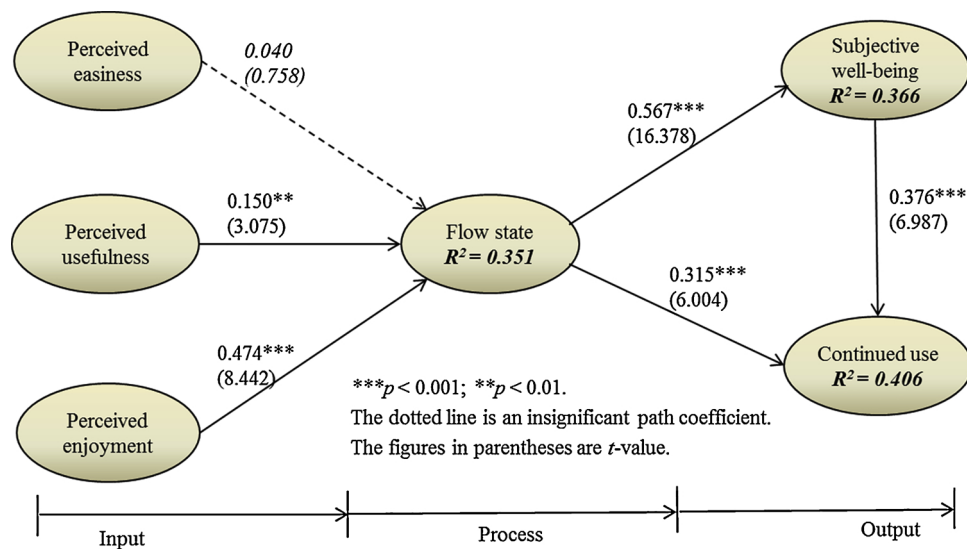 Perceived
easiness
0.040
(0.758)
Subjective
well-being
R² = 0.366
0.567***
(16.378)
Perceived
usefulness
0.150**
(3.075)
Flow state
R² = 0.351
0.376***
(6.987)
0.315***
(6.004)
Perceived
enjoyment
0.474***
(8.442)
Continued use
R² = 0.406
***p < 0.001; **p < 0.01.
The dotted line is an insignificant path coefficient.
The figures in parentheses are t-value.
Input
Process
Output